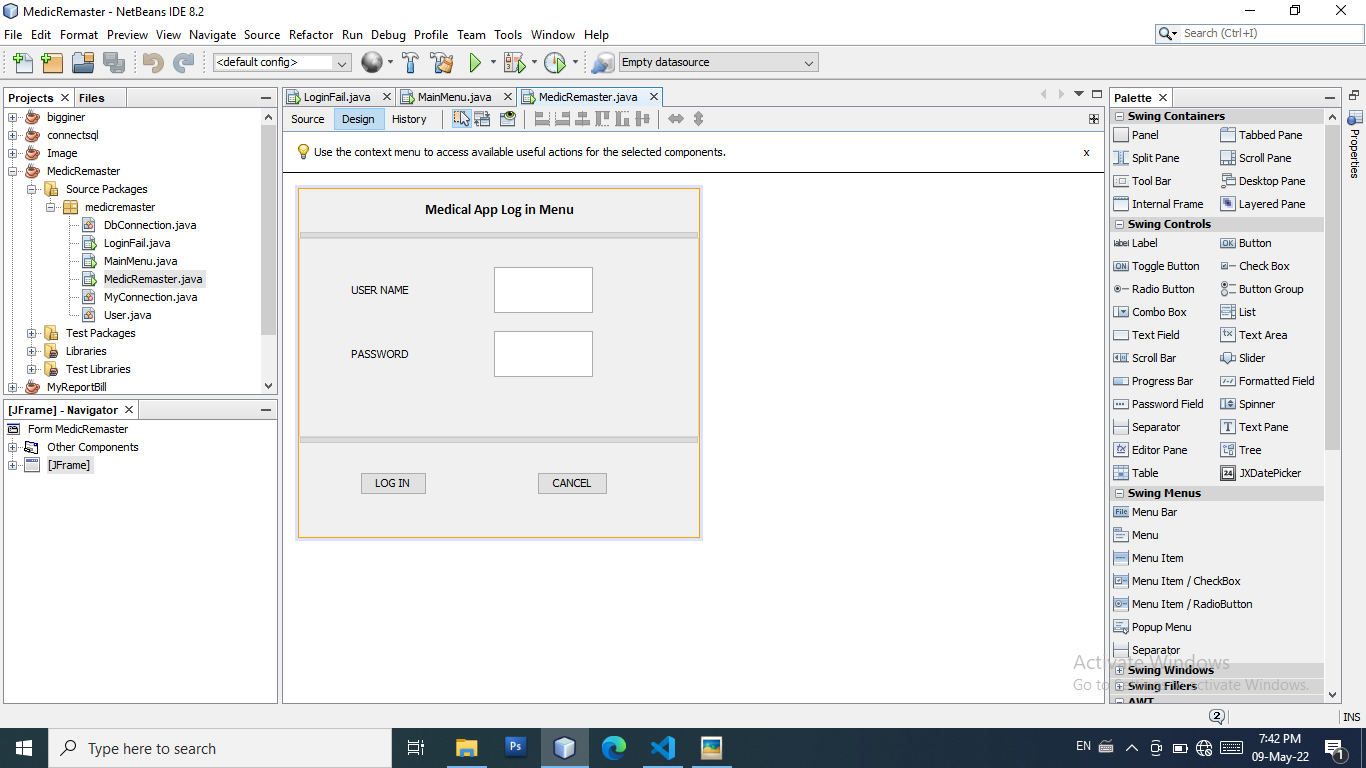 MedicRemaster - NetBeans IDE 8.2
File Edit Format Preview View Navigate Source Refactor Run Debug Profile Team Tools Window Help
Search (Ctrl+I)
<default config>
Empty datasource
Projects Files
bigginer
connectsql
Image
MedicRemaster
Source Packages
medicremaster
DbConnection.java
LoginFail.java
MainMenu.java
MedicRemaster.java
MyConnection.java
User.java
Test Packages
Libraries
Test Libraries
MyReportBill
[JFrame] - Navigator
Form MedicRemaster
Other Components
[JFrame]
LoginFail.java MainMenu.java MedicRemaster.java
Source Design History
Use the context menu to access available useful actions for the selected components. x
Medical App Log in Menu
USER NAME
PASSWORD
LOG IN CANCEL
Palette
Swing Containers
Panel Tabbed Pane
Split Pane Scroll Pane
Tool Bar Desktop Pane
Internal Frame Layered Pane
Swing Controls
label Label OK Button
ON Toggle Button Check Box
Radio Button Button Group
Combo Box List
Text Field tx Text Area
Scroll Bar Slider
Progress Bar Formatted Field
Password Field Spinner
Separator T Text Pane
Editor Pane Tree
Table 24 JXDatePicker
Swing Menus
File Menu Bar
Menu
Menu Item
Menu Item / CheckBox
Menu Item / RadioButton
Popup Menu
Separator
Swing Windows
Swing Fillers
AWT
Properties
Activate Windows
Go to Settings to activate Windows.
2 INS
Type here to search
Ps
EN
7:42 PM
09-May-22
1